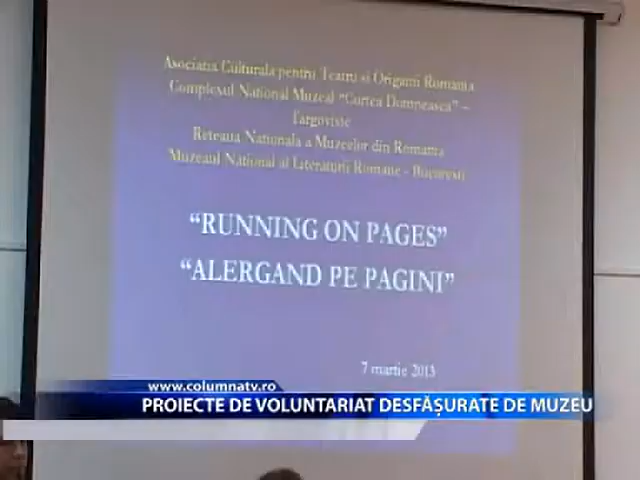 Asociatia Culturala pentru Teatru si Origami Romania
Complexul National Muzeal "Curtea Domneasca" –
Targoviste
Reteaua Nationala a Muzeelor din Romania
Muzeul National al Literaturii Romane - Bucuresti
"RUNNING ON PAGES"
"ALERGAND PE PAGINI"
7 martie 2013
www.columnatv.ro
PROIECTE DE VOLUNTARIAT DESFĂȘURATE DE MUZEU